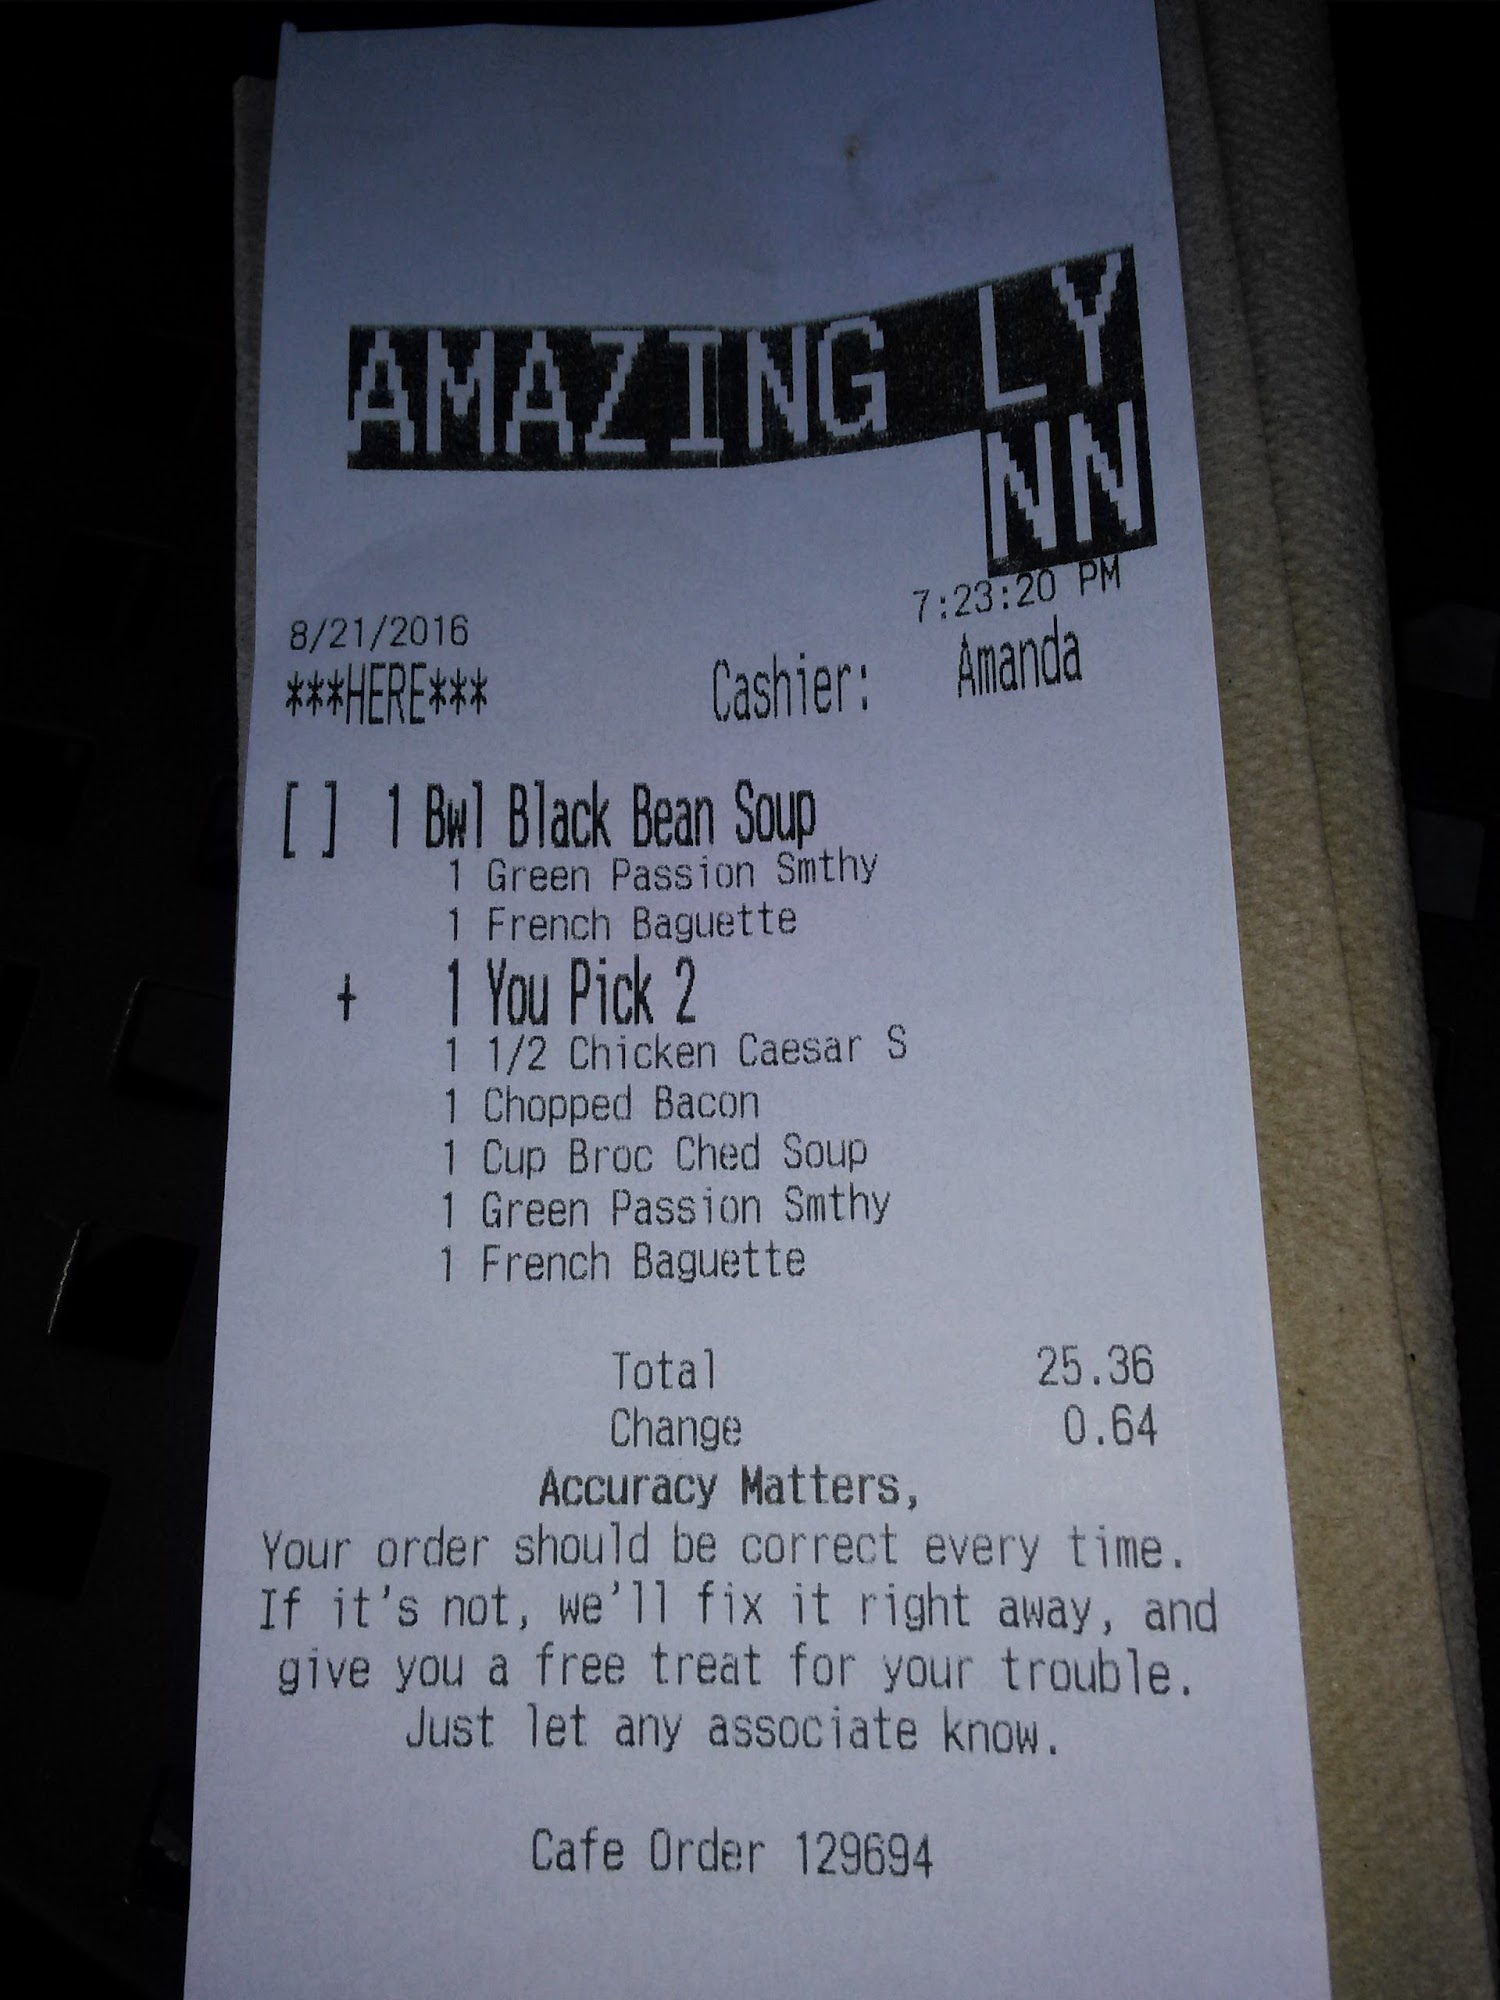 AMAZING LY
NN
8/21/2016 7:23:20 PM
***HERE*** Cashier: Amanda
[ ] 1 Bwl Black Bean Soup
1 Green Passion Smthy
1 French Baguette
+ 1 You Pick 2
1 1/2 Chicken Caesar S
1 Chopped Bacon
1 Cup Broc Ched Soup
1 Green Passion Smthy
1 French Baguette
Total 25.36
Change 0.64
Accuracy Matters,
Your order should be correct every time.
If it's not, we'll fix it right away, and
give you a free treat for your trouble.
Just let any associate know.
Cafe Order 129694